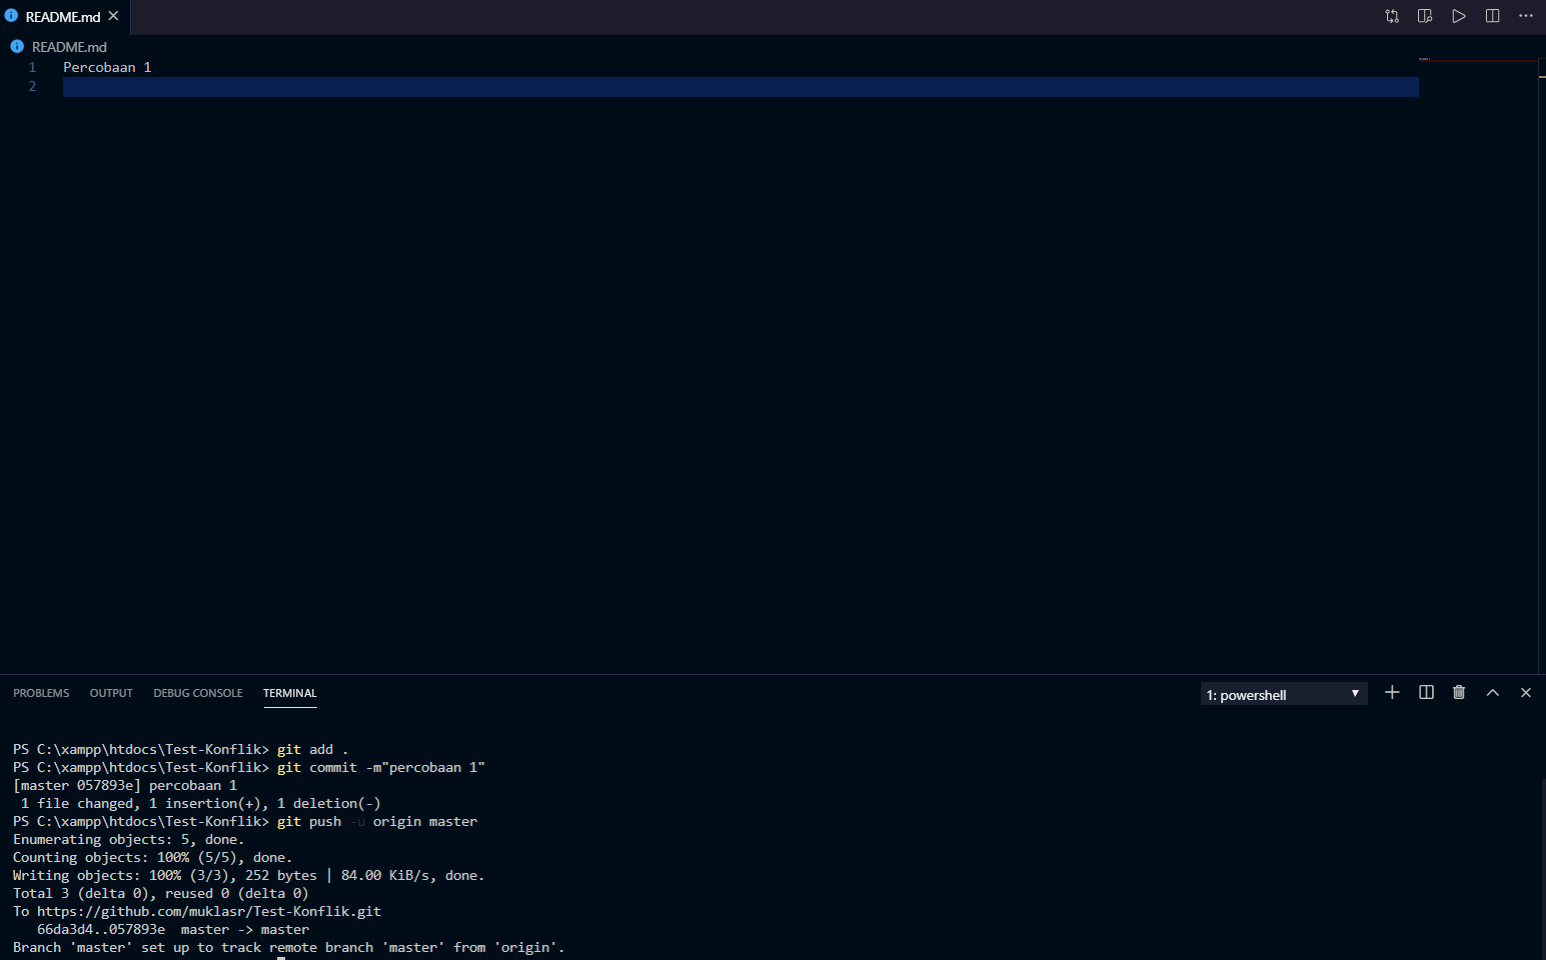 README.md
README.md
1 Percobaan 1
2
PROBLEMS OUTPUT DEBUG CONSOLE TERMINAL
1: powershell
PS C:\xampp\htdocs\Test-Konflik> git add .
PS C:\xampp\htdocs\Test-Konflik> git commit -m"percobaan 1"
[master 057893e] percobaan 1
 1 file changed, 1 insertion(+), 1 deletion(-)
PS C:\xampp\htdocs\Test-Konflik> git push -u origin master
Enumerating objects: 5, done.
Counting objects: 100% (5/5), done.
Writing objects: 100% (3/3), 252 bytes | 84.00 KiB/s, done.
Total 3 (delta 0), reused 0 (delta 0)
To https://github.com/muklasr/Test-Konflik.git
   66da3d4..057893e  master -> master
Branch 'master' set up to track remote branch 'master' from 'origin'.